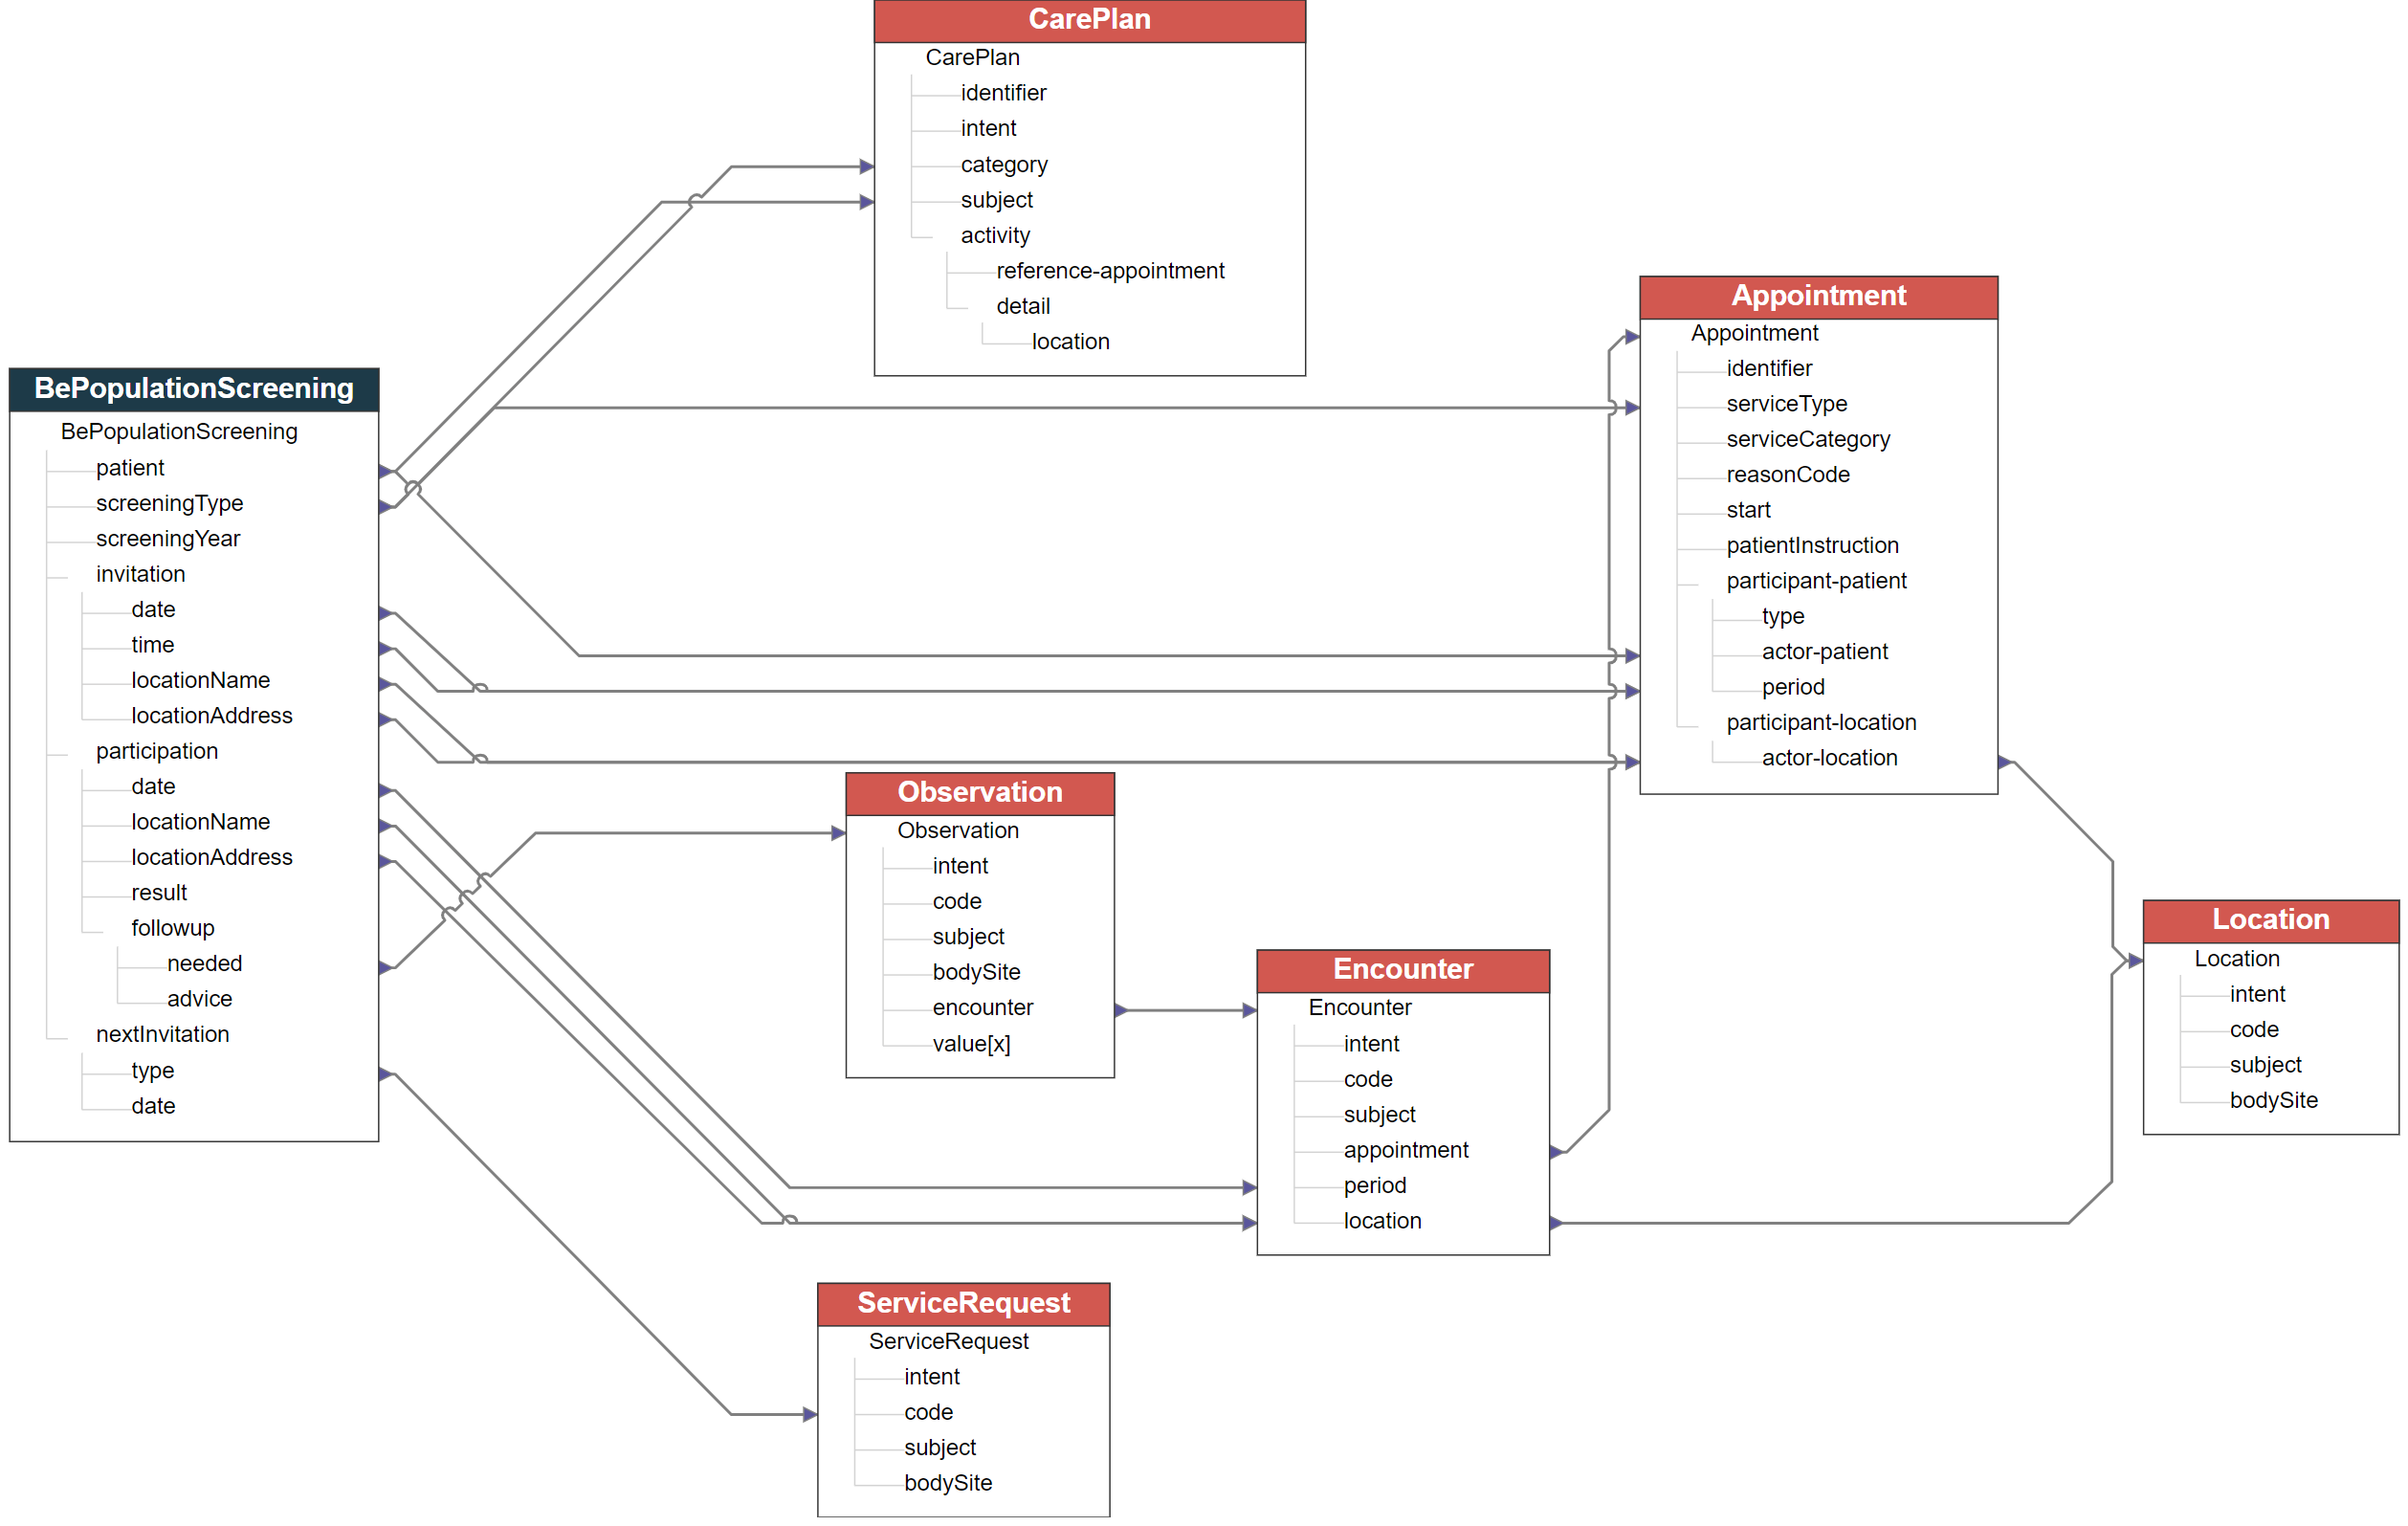 BePopulationScreening
BePopulationScreening
patient
screeningType
screeningYear
invitation
date
time
locationName
locationAddress
participation
date
locationName
locationAddress
result
followup
needed
advice
nextInvitation
type
date
CarePlan
CarePlan
identifier
intent
category
subject
activity
reference-appointment
detail
location
Observation
Observation
intent
code
subject
bodySite
encounter
value[x]
ServiceRequest
ServiceRequest
intent
code
subject
bodySite
Encounter
Encounter
intent
code
subject
appointment
period
location
Appointment
Appointment
identifier
serviceType
serviceCategory
reasonCode
start
patientInstruction
participant-patient
type
actor-patient
period
participant-location
actor-location
Location
Location
intent
code
subject
bodySite